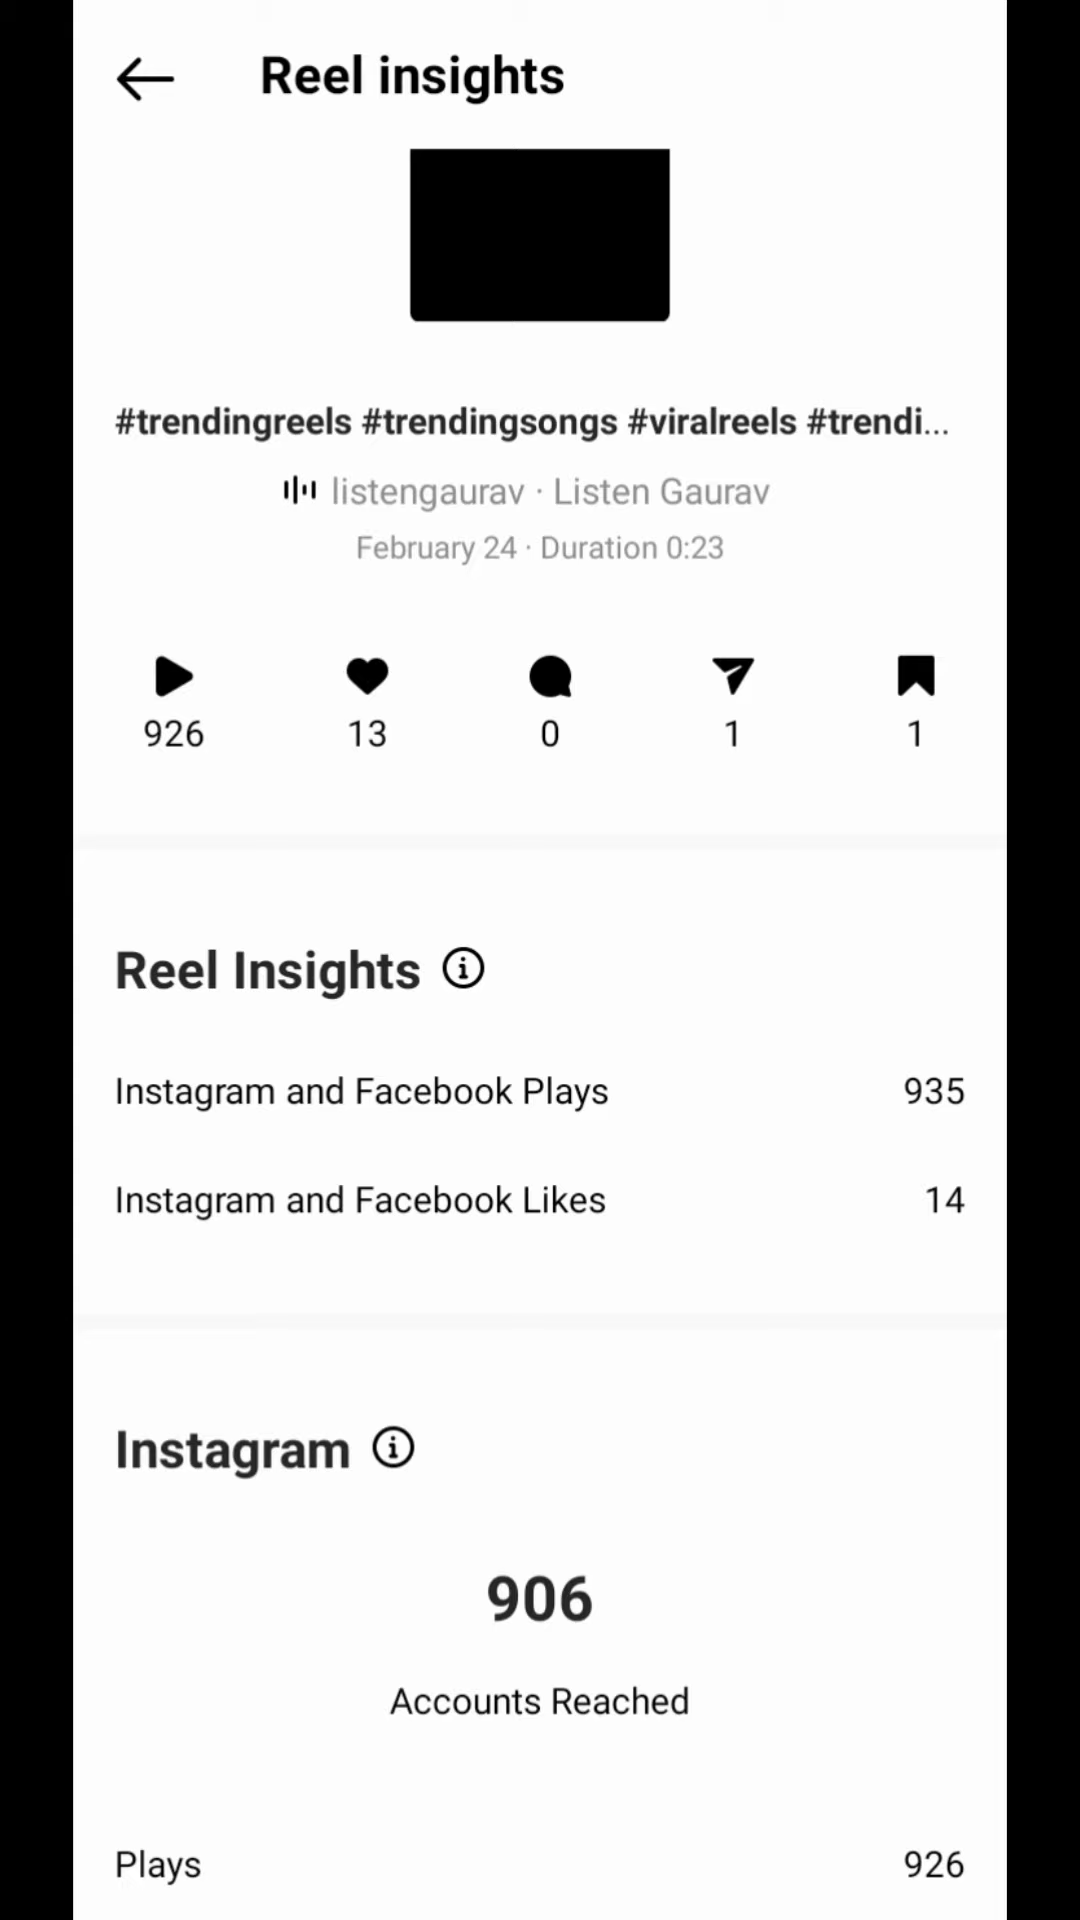 Reel insights
#trendingreels #trendingsongs #viralreels #trendi...
listengaurav · Listen Gaurav
February 24 · Duration 0:23
926 13 0 1 1
Reel Insights
Instagram and Facebook Plays 935
Instagram and Facebook Likes 14
Instagram
906
Accounts Reached
Plays 926